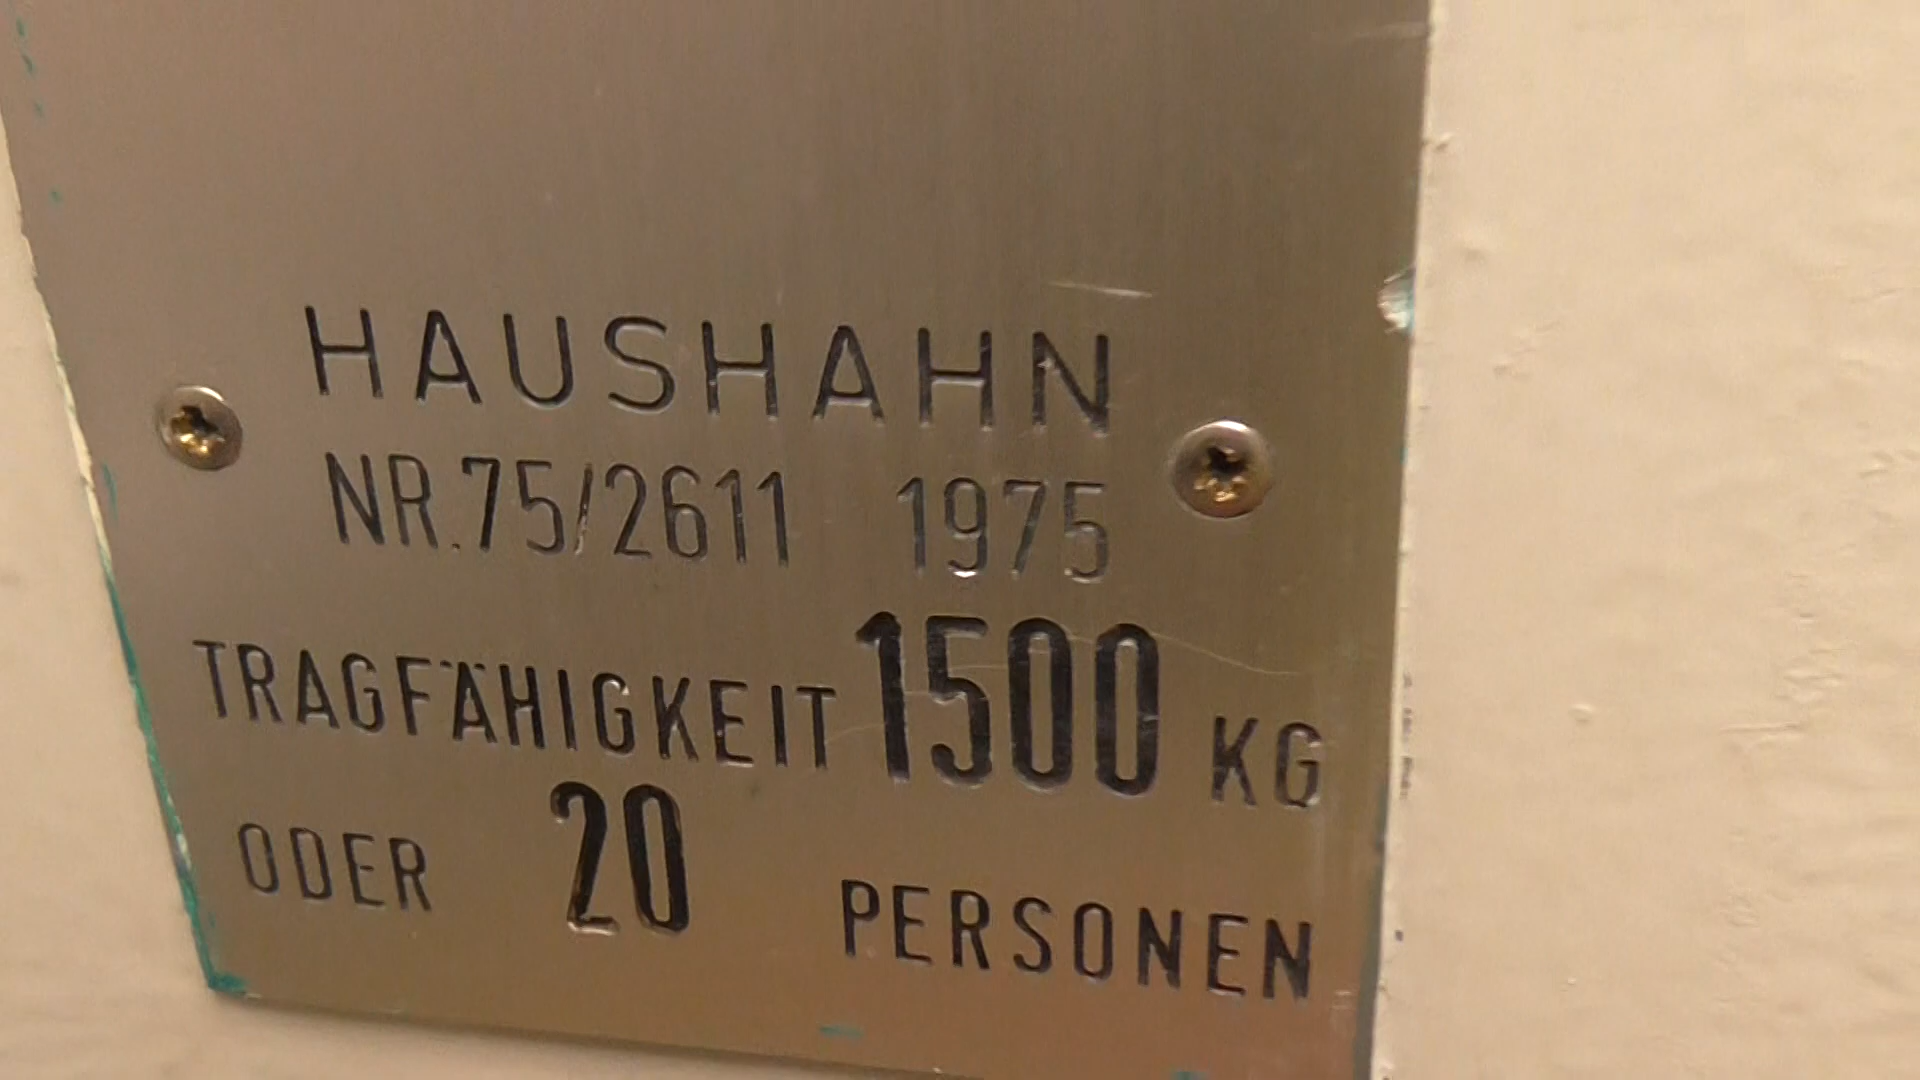 HAUSHAHN
NR.75/2611 1975
TRAGFÄHIGKEIT 1500 KG
ODER 20 PERSONEN